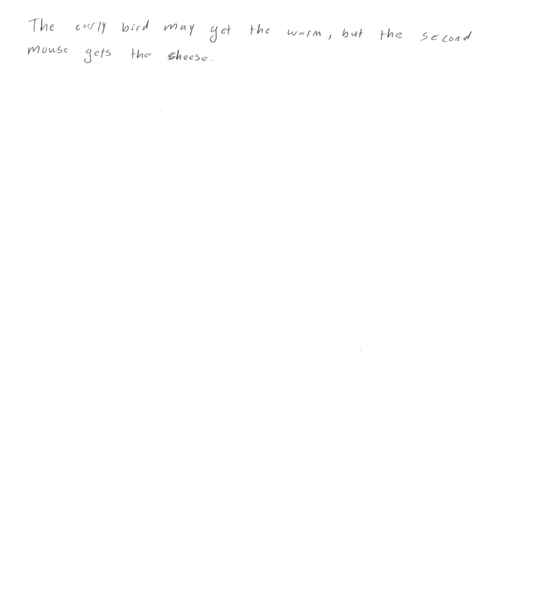 The early bird may get the worm, but the second
mouse gets the cheese.